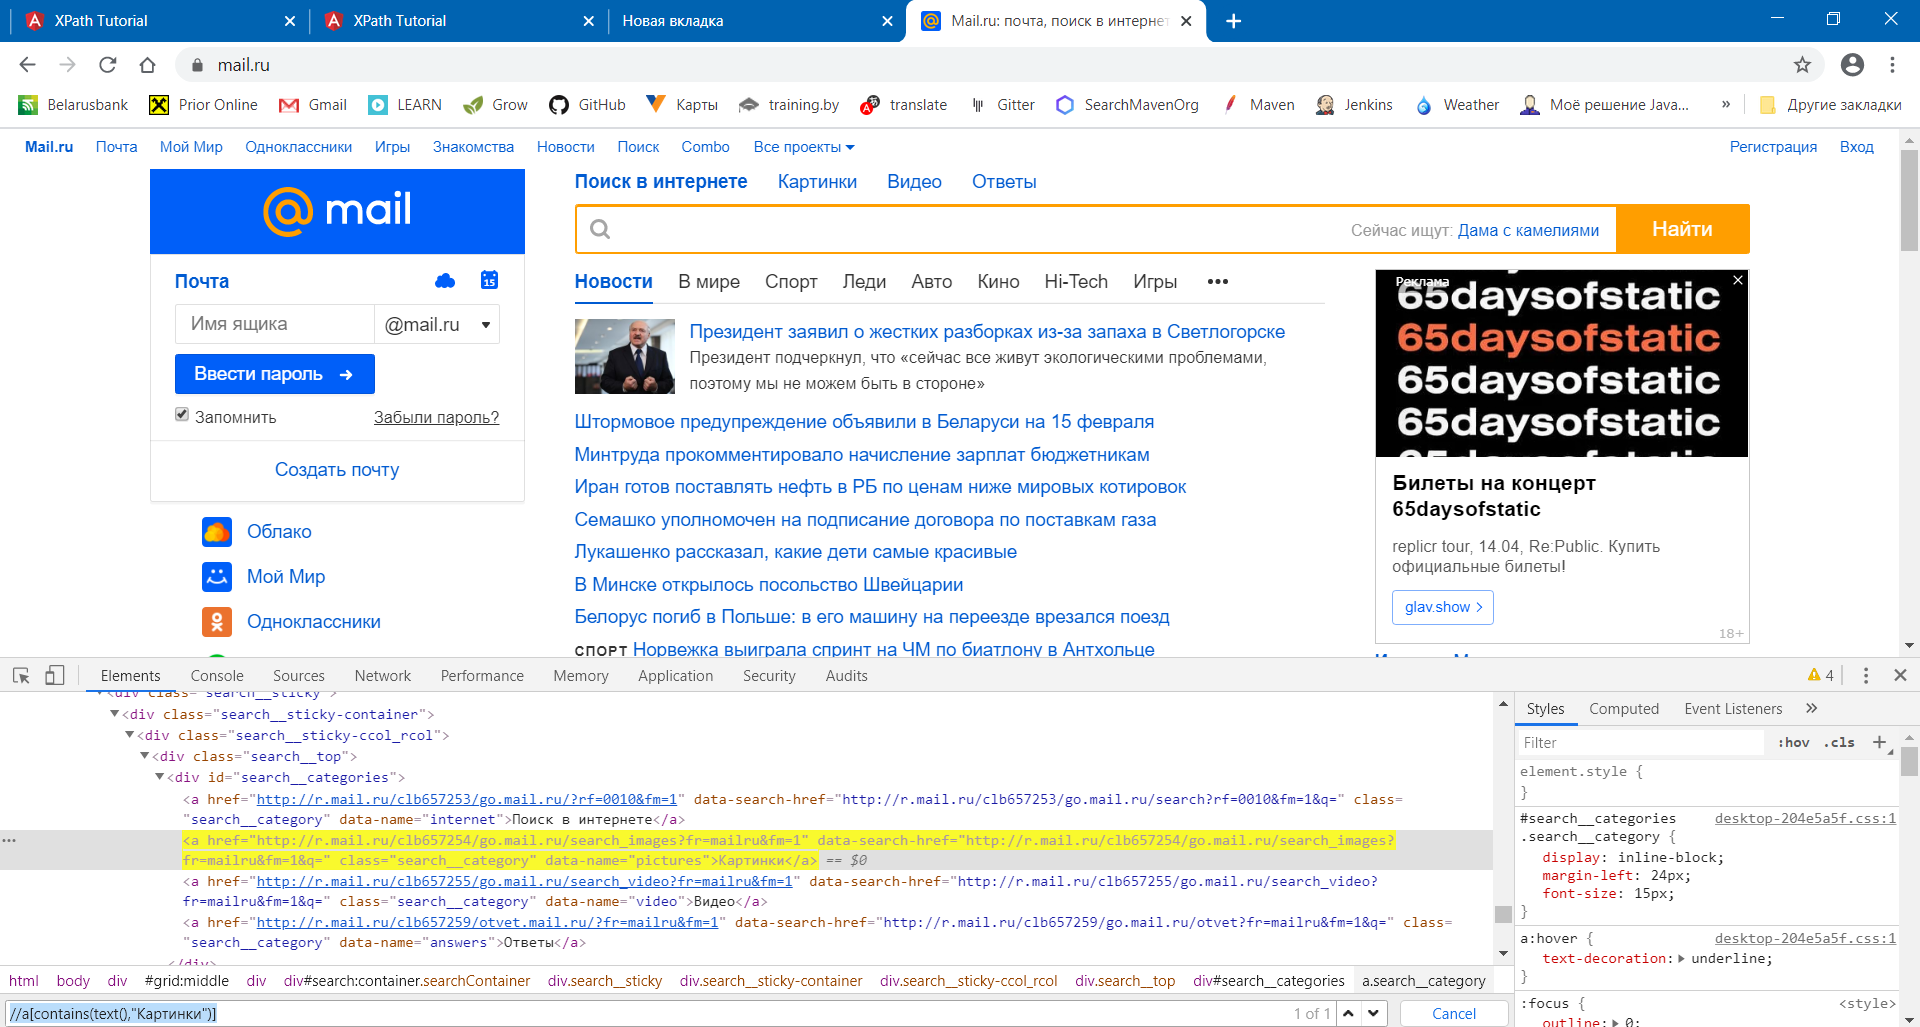 XPath Tutorial
XPath Tutorial
Новая вкладка
Mail.ru: почта, поиск в интернет
mail.ru
Belarusbank Prior Online Gmail LEARN Grow GitHub Карты training.by translate Gitter SearchMavenOrg Maven Jenkins Weather Моё решение Java... » Другие закладки
Mail.ru Почта Мой Мир Одноклассники Игры Знакомства Новости Поиск Combo Все проекты Регистрация Вход
@mail
Почта
15
Имя ящика @mail.ru
Ввести пароль
Запомнить Забыли пароль?
Создать почту
Облако
Мой Мир
Одноклассники
Поиск в интернете Картинки Видео Ответы
Сейчас ищут: Дама с камелиями Найти
Новости В мире Спорт Леди Авто Кино Hi-Tech Игры •••
Президент заявил о жестких разборках из-за запаха в Светлогорске
Президент подчеркнул, что «сейчас все живут экологическими проблемами,
поэтому мы не можем быть в стороне»
Штормовое предупреждение объявили в Беларуси на 15 февраля
Минтруда прокомментировало начисление зарплат бюджетникам
Иран готов поставлять нефть в РБ по ценам ниже мировых котировок
Семашко уполномочен на подписание договора по поставкам газа
Лукашенко рассказал, какие дети самые красивые
В Минске открылось посольство Швейцарии
Белорус погиб в Польше: в его машину на переезде врезался поезд
СПОРТ Норвежка выиграла спринт на ЧМ по биатлону в Антхольце
Реклама
65daysofstatic
65daysofstatic
65daysofstatic
65daysofstatic
Билеты на концерт
65daysofstatic
replicr tour, 14.04, Re:Public. Купить
официальные билеты!
glav.show
18+
Elements Console Sources Network Performance Memory Application Security Audits 4
<div class="search__sticky">
<div class="search__sticky-container">
<div class="search__sticky-ccol_rcol">
<div class="search__top">
<div id="search__categories">
<a href="http://r.mail.ru/clb657253/go.mail.ru/?rf=0010&fm=1" data-search-href="http://r.mail.ru/clb657253/go.mail.ru/search?rf=0010&fm=1&q=" class=
"search__category" data-name="internet">Поиск в интернете</a>
<a href="http://r.mail.ru/clb657254/go.mail.ru/search_images?fr=mailru&fm=1" data-search-href="http://r.mail.ru/clb657254/go.mail.ru/search_images?
fr=mailru&fm=1&q=" class="search__category" data-name="pictures">Картинки</a> == $0
<a href="http://r.mail.ru/clb657255/go.mail.ru/search_video?fr=mailru&fm=1" data-search-href="http://r.mail.ru/clb657255/go.mail.ru/search_video?
fr=mailru&fm=1&q=" class="search__category" data-name="video">Видео</a>
<a href="http://r.mail.ru/clb657259/otvet.mail.ru/?fr=mailru&fm=1" data-search-href="http://r.mail.ru/clb657259/go.mail.ru/otvet?fr=mailru&fm=1&q=" class=
"search__category" data-name="answers">Ответы</a>
</div>
html body div #grid:middle div div#search:container.searchContainer div.search__sticky div.search__sticky-container div.search__sticky-ccol_rcol div.search__top div#search__categories a.search__category
//a[contains(text(),"Картинки")] 1 of 1 Cancel
Styles Computed Event Listeners »
Filter :hov .cls +
element.style {
}
#search__categories desktop-204e5a5f.css:1
.search__category {
display: inline-block;
margin-left: 24px;
font-size: 15px;
}
a:hover { desktop-204e5a5f.css:1
text-decoration: underline;
}
:focus { <style>
outline: 0;